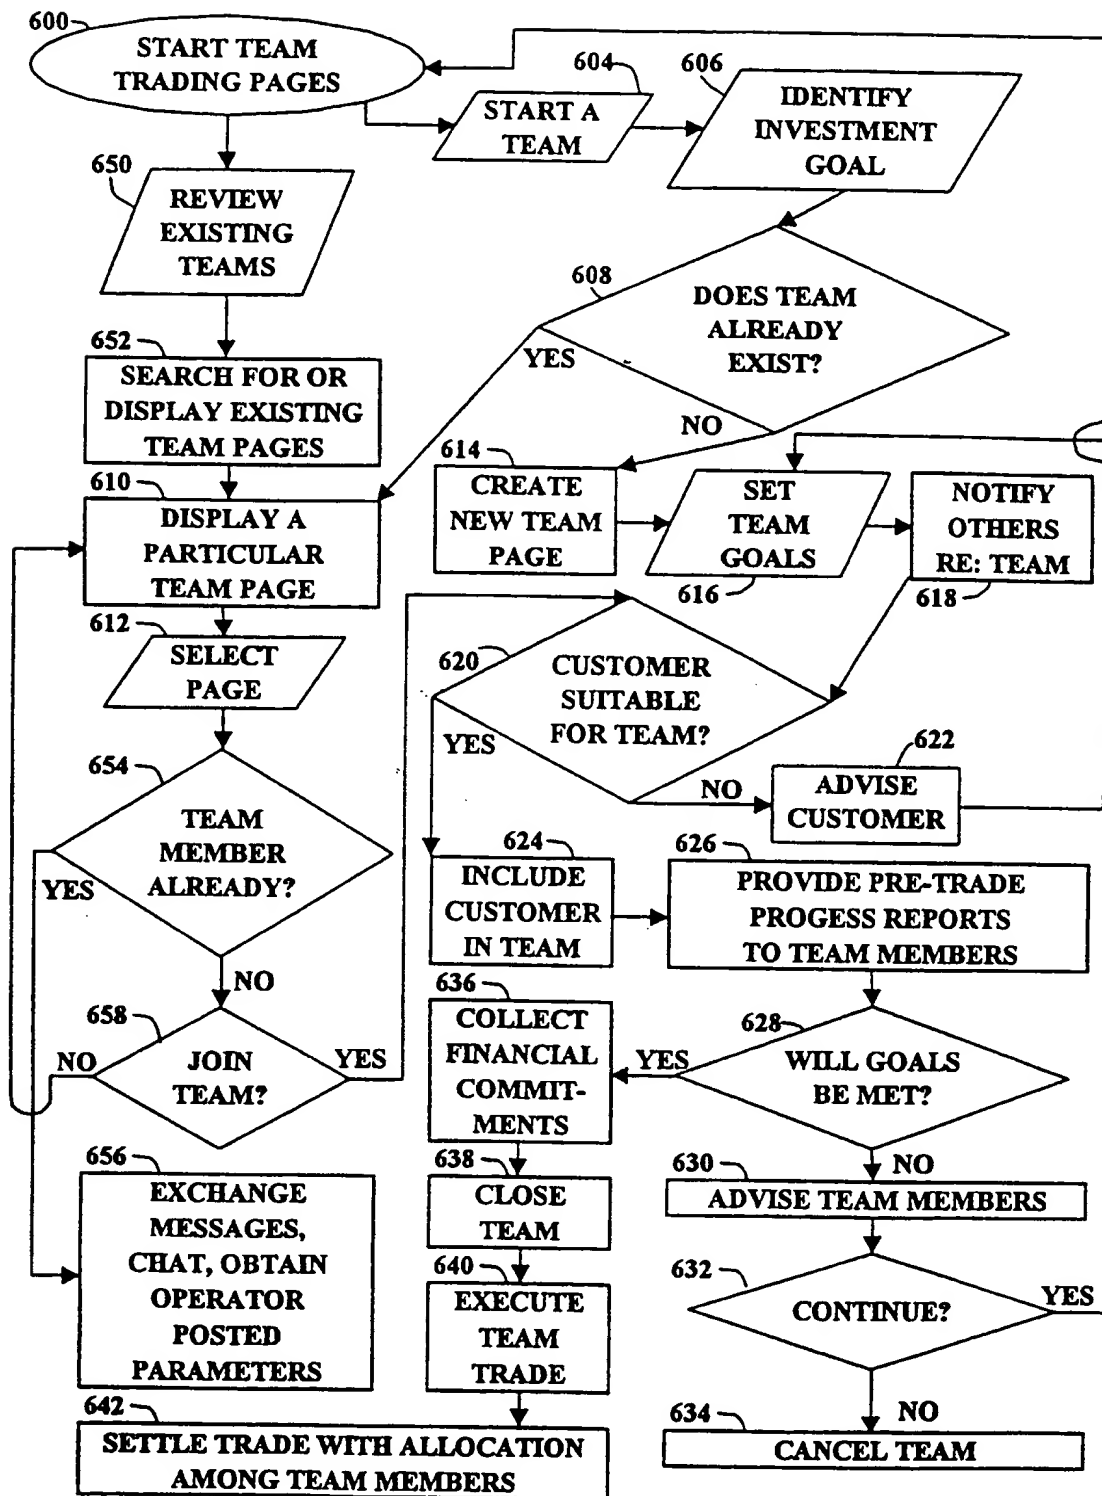 600
START TEAM
TRADING PAGES
604
START A
TEAM
606
IDENTIFY
INVESTMENT
GOAL
650
REVIEW
EXISTING
TEAMS
608
DOES TEAM
ALREADY
EXIST?
YES
NO
652
SEARCH FOR OR
DISPLAY EXISTING
TEAM PAGES
610
DISPLAY A
PARTICULAR
TEAM PAGE
614
CREATE
NEW TEAM
PAGE
SET
TEAM
GOALS
616
NOTIFY
OTHERS
RE: TEAM
618
612
SELECT
PAGE
620
CUSTOMER
SUITABLE
FOR TEAM?
YES
NO
622
ADVISE
CUSTOMER
654
TEAM
MEMBER
ALREADY?
YES
NO
624
INCLUDE
CUSTOMER
IN TEAM
626
PROVIDE PRE-TRADE
PROGESS REPORTS
TO TEAM MEMBERS
658
JOIN
TEAM?
NO
YES
636
COLLECT
FINANCIAL
COMMIT-
MENTS
628
WILL GOALS
BE MET?
YES
NO
656
EXCHANGE
MESSAGES,
CHAT, OBTAIN
OPERATOR
POSTED
PARAMETERS
638
CLOSE
TEAM
630
ADVISE TEAM MEMBERS
640
EXECUTE
TEAM
TRADE
632
CONTINUE?
YES
NO
642
SETTLE TRADE WITH ALLOCATION
AMONG TEAM MEMBERS
634
CANCEL TEAM